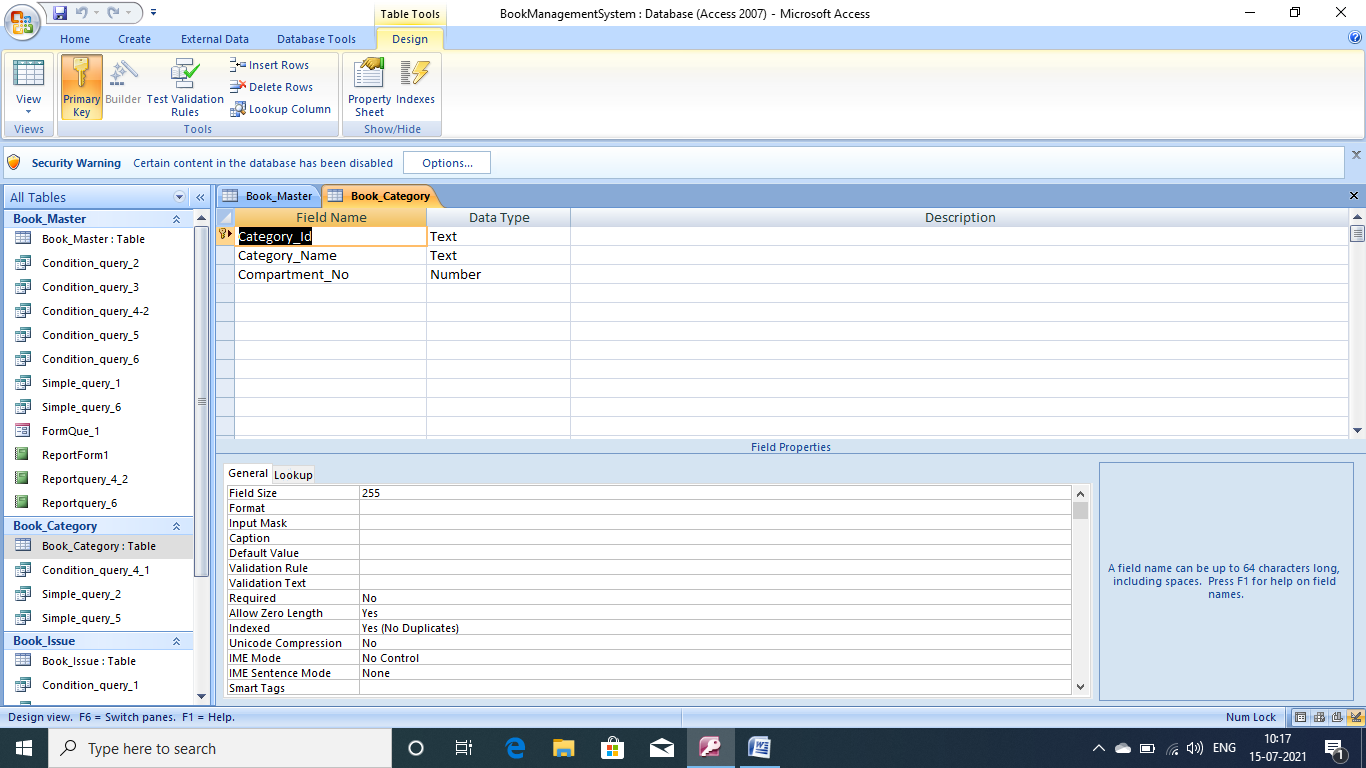 Table Tools
BookManagementSystem : Database (Access 2007) - Microsoft Access
Home Create External Data Database Tools Design
View
Primary Key
Builder
Test Validation Rules
Insert Rows
Delete Rows
Lookup Column
Property Sheet
Indexes
Views Tools Show/Hide
Security Warning Certain content in the database has been disabled Options...
All Tables
Book_Master
Book_Master : Table
Condition_query_2
Condition_query_3
Condition_query_4-2
Condition_query_5
Condition_query_6
Simple_query_1
Simple_query_6
FormQue_1
ReportForm1
Reportquery_4_2
Reportquery_6
Book_Category
Book_Category : Table
Condition_query_4_1
Simple_query_2
Simple_query_5
Book_Issue
Book_Issue : Table
Condition_query_1
Book_Master Book_Category
Field Name Data Type Description
Category_Id Text
Category_Name Text
Compartment_No Number
Field Properties
General Lookup
Field Size 255
Format
Input Mask
Caption
Default Value
Validation Rule
Validation Text
Required No
Allow Zero Length Yes
Indexed Yes (No Duplicates)
Unicode Compression No
IME Mode No Control
IME Sentence Mode None
Smart Tags
A field name can be up to 64 characters long,
including spaces. Press F1 for help on field
names.
Design view. F6 = Switch panes. F1 = Help.
Num Lock
Type here to search
ENG
10:17
15-07-2021
1